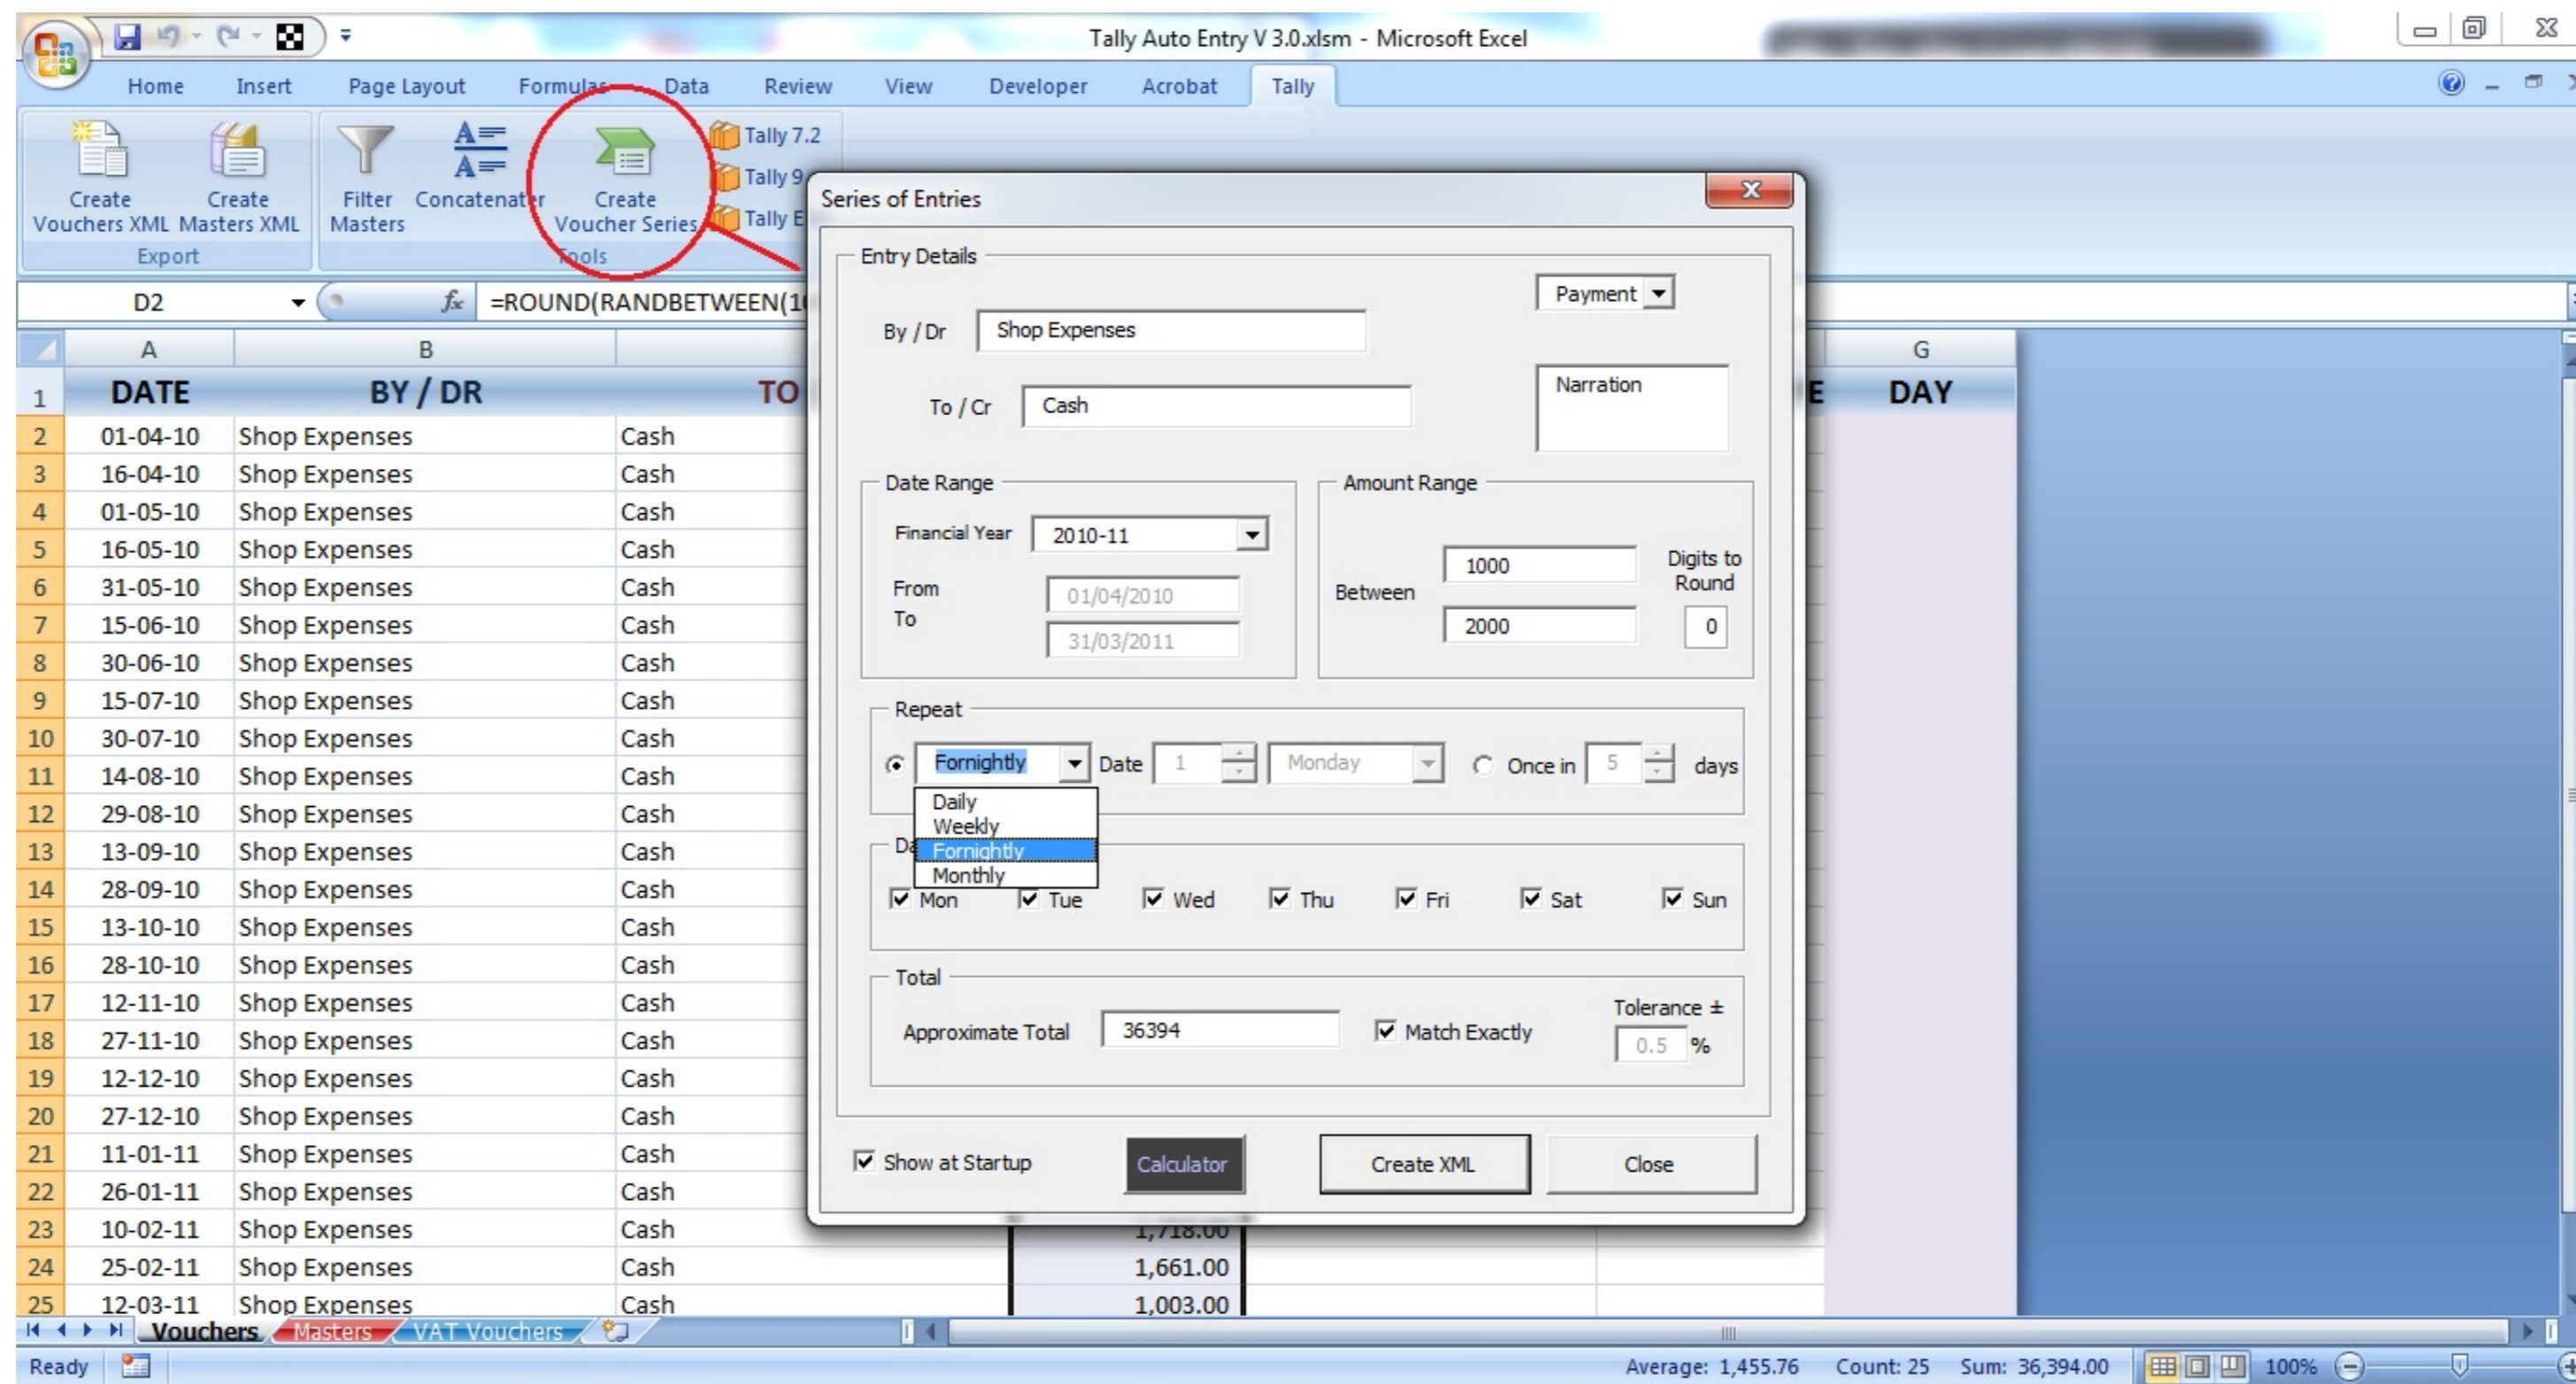 Tally Auto Entry V 3.0.xlsm - Microsoft Excel
Home Insert Page Layout Formulas Data Review View Developer Acrobat Tally
Create Vouchers XML
Create Masters XML
Export
Filter Masters
Concatenater
Create Voucher Series
Tools
Tally 7.2
Tally 9
Tally E
D2 fx =ROUND(RANDBETWEEN(1
A B G
1 DATE BY / DR TO E DAY
2 01-04-10 Shop Expenses Cash
3 16-04-10 Shop Expenses Cash
4 01-05-10 Shop Expenses Cash
5 16-05-10 Shop Expenses Cash
6 31-05-10 Shop Expenses Cash
7 15-06-10 Shop Expenses Cash
8 30-06-10 Shop Expenses Cash
9 15-07-10 Shop Expenses Cash
10 30-07-10 Shop Expenses Cash
11 14-08-10 Shop Expenses Cash
12 29-08-10 Shop Expenses Cash
13 13-09-10 Shop Expenses Cash
14 28-09-10 Shop Expenses Cash
15 13-10-10 Shop Expenses Cash
16 28-10-10 Shop Expenses Cash
17 12-11-10 Shop Expenses Cash
18 27-11-10 Shop Expenses Cash
19 12-12-10 Shop Expenses Cash
20 27-12-10 Shop Expenses Cash
21 11-01-11 Shop Expenses Cash
22 26-01-11 Shop Expenses Cash
23 10-02-11 Shop Expenses Cash 1,718.00
24 25-02-11 Shop Expenses Cash 1,661.00
25 12-03-11 Shop Expenses Cash 1,003.00
Series of Entries
Entry Details
Payment
By / Dr Shop Expenses
To / Cr Cash
Narration
Date Range
Financial Year 2010-11
From 01/04/2010
To 31/03/2011
Amount Range
Between 1000
2000
Digits to Round
0
Repeat
Fornightly Date 1 Monday Once in 5 days
Daily
Weekly
Fornightly
Monthly
Da
Mon Tue Wed Thu Fri Sat Sun
Total
Approximate Total 36394 Match Exactly
Tolerance ±
0.5 %
Show at Startup Calculator Create XML Close
Vouchers Masters VAT Vouchers
Ready Average: 1,455.76 Count: 25 Sum: 36,394.00 100%